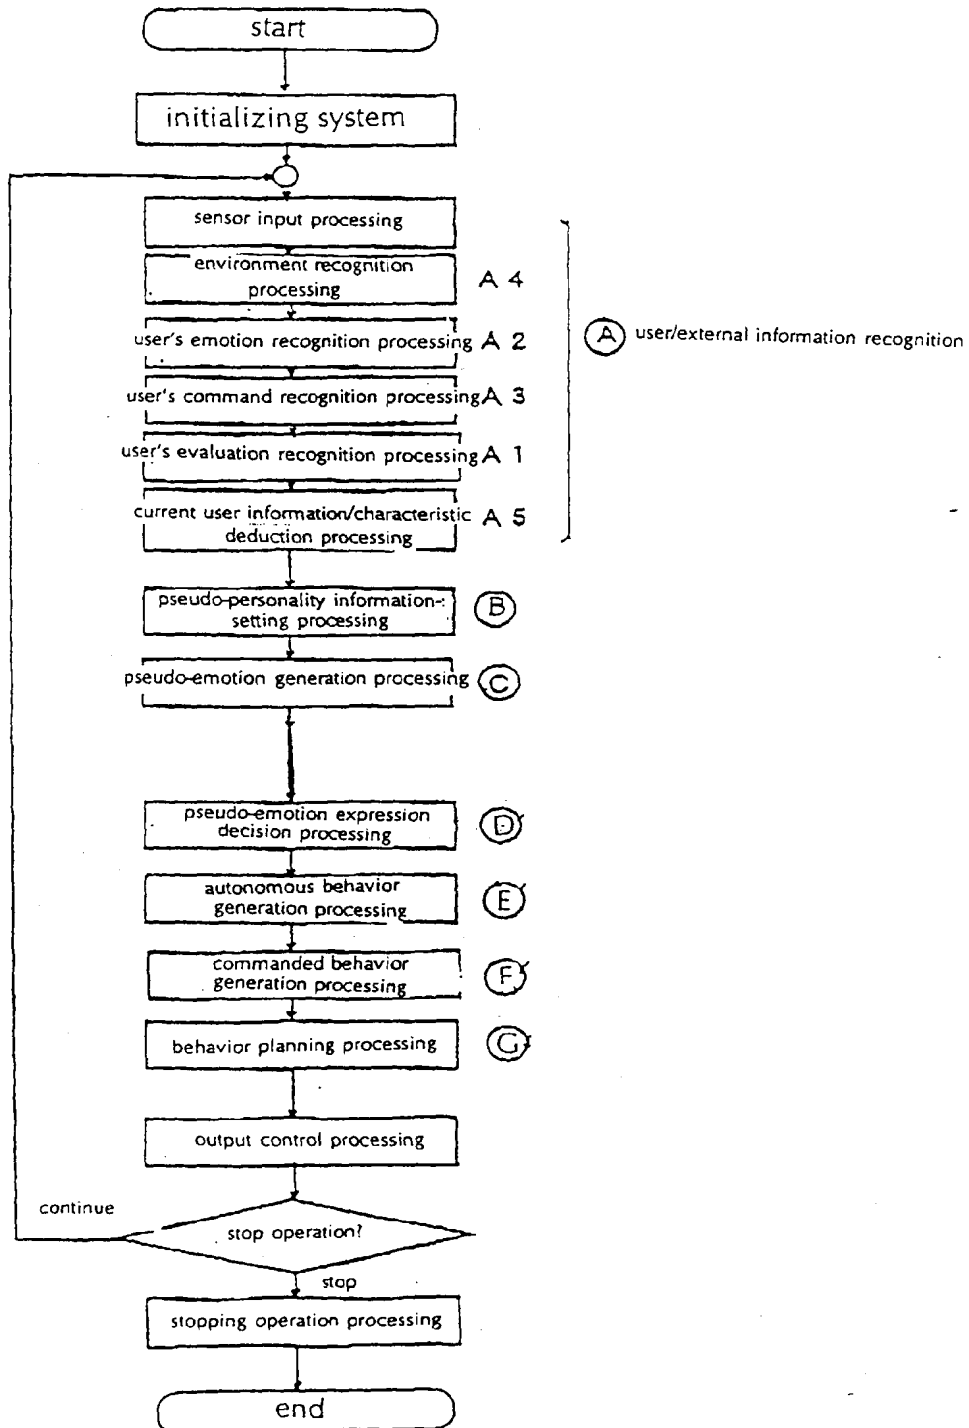 start
initializing system
sensor input processing
environment recognition
processing
A 4
user's emotion recognition processing
A 2
A user/external information recognition
user's command recognition processing
A 3
user's evaluation recognition processing
A 1
current user information/characteristic
deduction processing
A 5
pseudo-personality information-
setting processing
B
pseudo-emotion generation processing
C
pseudo-emotion expression
decision processing
D
autonomous behavior
generation processing
E
commanded behavior
generation processing
F
behavior planning processing
G
output control processing
continue
stop operation?
stop
stopping operation processing
end